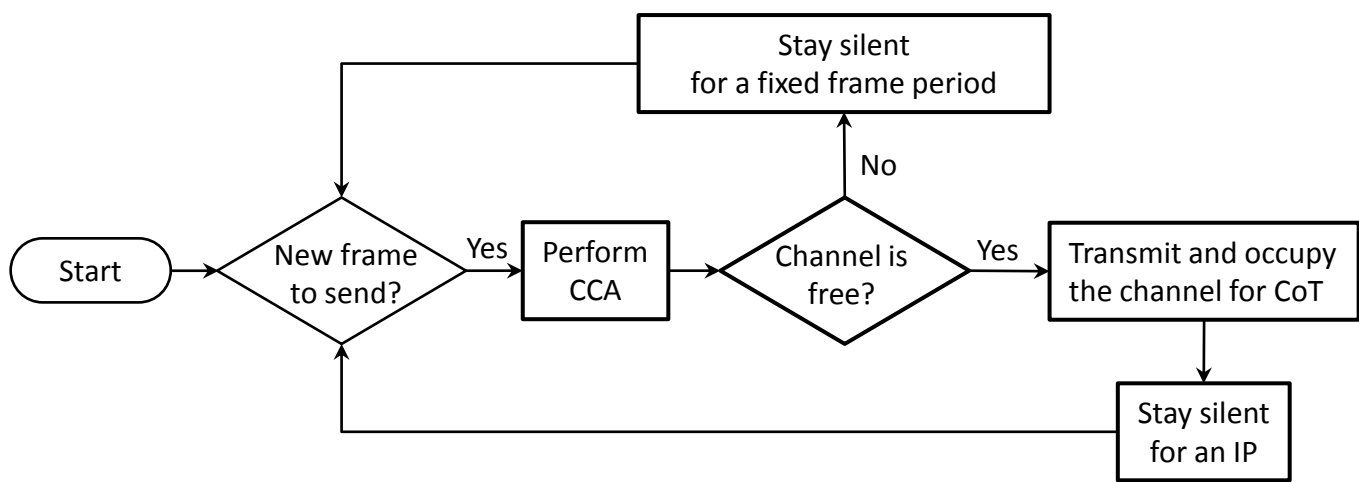 Stay silent
for a fixed frame period
No
Start
New frame
to send?
Yes
Perform
CCA
Channel is
free?
Yes
Transmit and occupy
the channel for CoT
Stay silent
for an IP